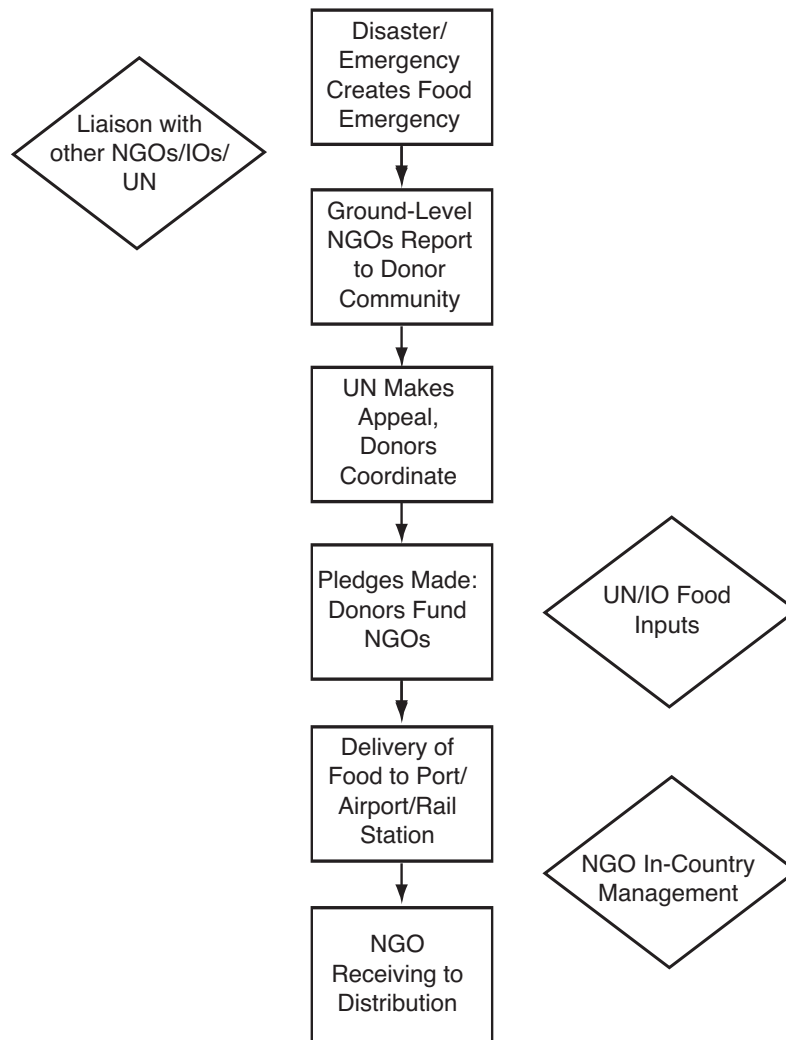 Disaster/
Emergency
Creates Food
Emergency
Liaison with
other NGOs/IOs/
UN
Ground-Level
NGOs Report
to Donor
Community
UN Makes
Appeal,
Donors
Coordinate
Pledges Made:
Donors Fund
NGOs
UN/IO Food
Inputs
Delivery of
Food to Port/
Airport/Rail
Station
NGO In-Country
Management
NGO
Receiving to
Distribution